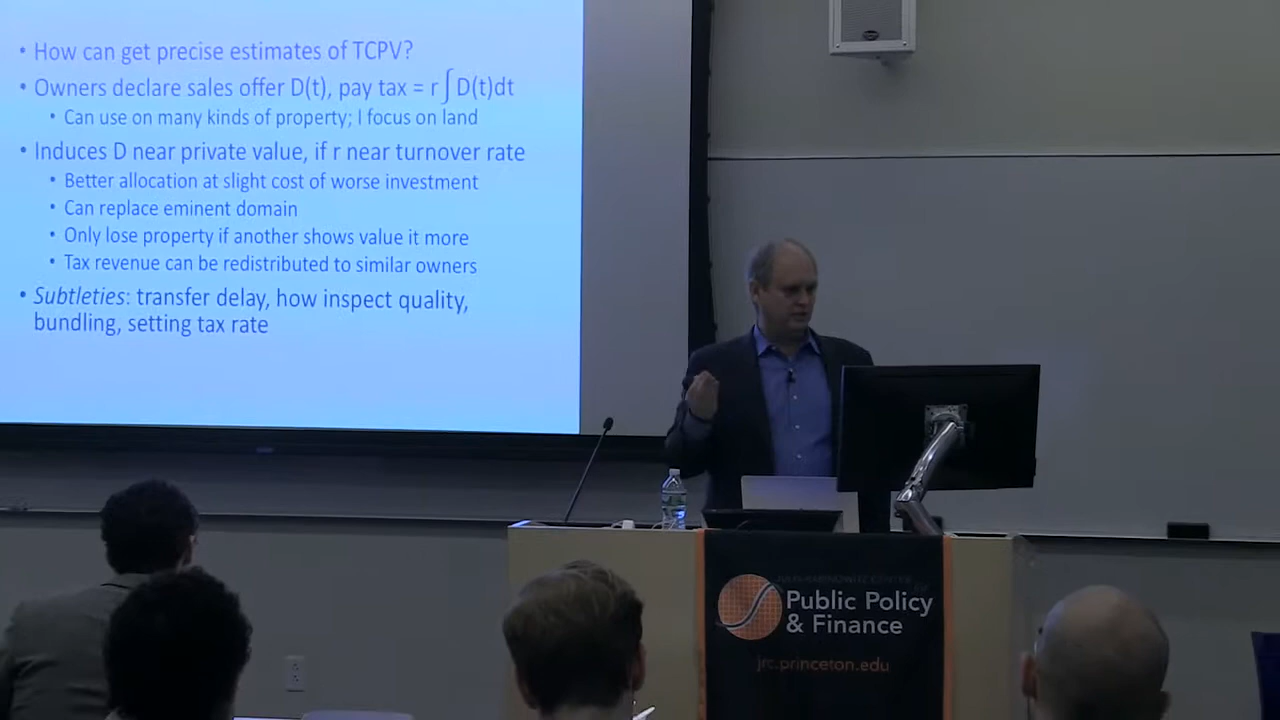 • How can get precise estimates of TCPV?
• Owners declare sales offer D(t), pay tax = r ∫ D(t)dt
• Can use on many kinds of property; I focus on land
• Induces D near private value, if r near turnover rate
• Better allocation at slight cost of worse investment
• Can replace eminent domain
• Only lose property if another shows value it more
• Tax revenue can be redistributed to similar owners
• Subtleties: transfer delay, how inspect quality,
bundling, setting tax rate
Public Policy
& Finance
jrc.princeton.edu